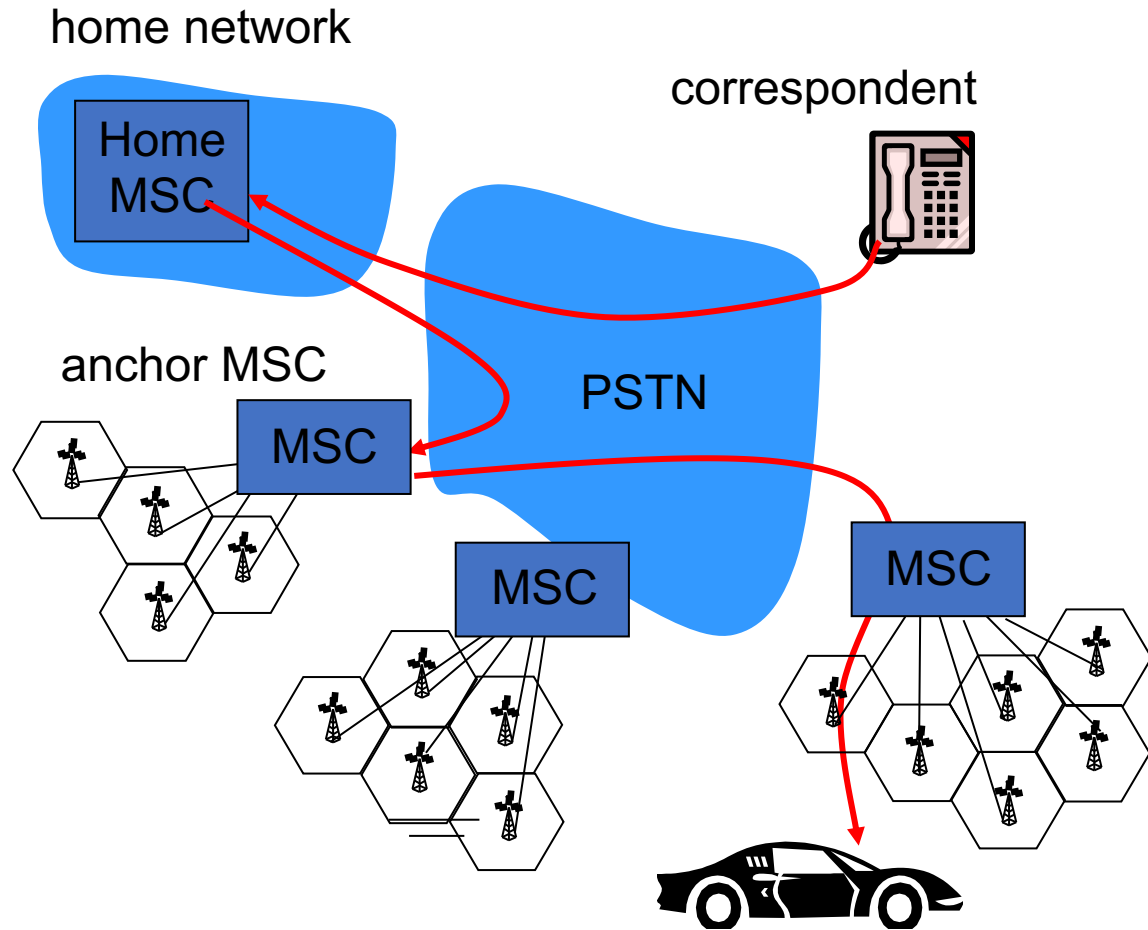 home network
correspondent
Home
MSC
PSTN
anchor MSC
MSC
MSC
MSC